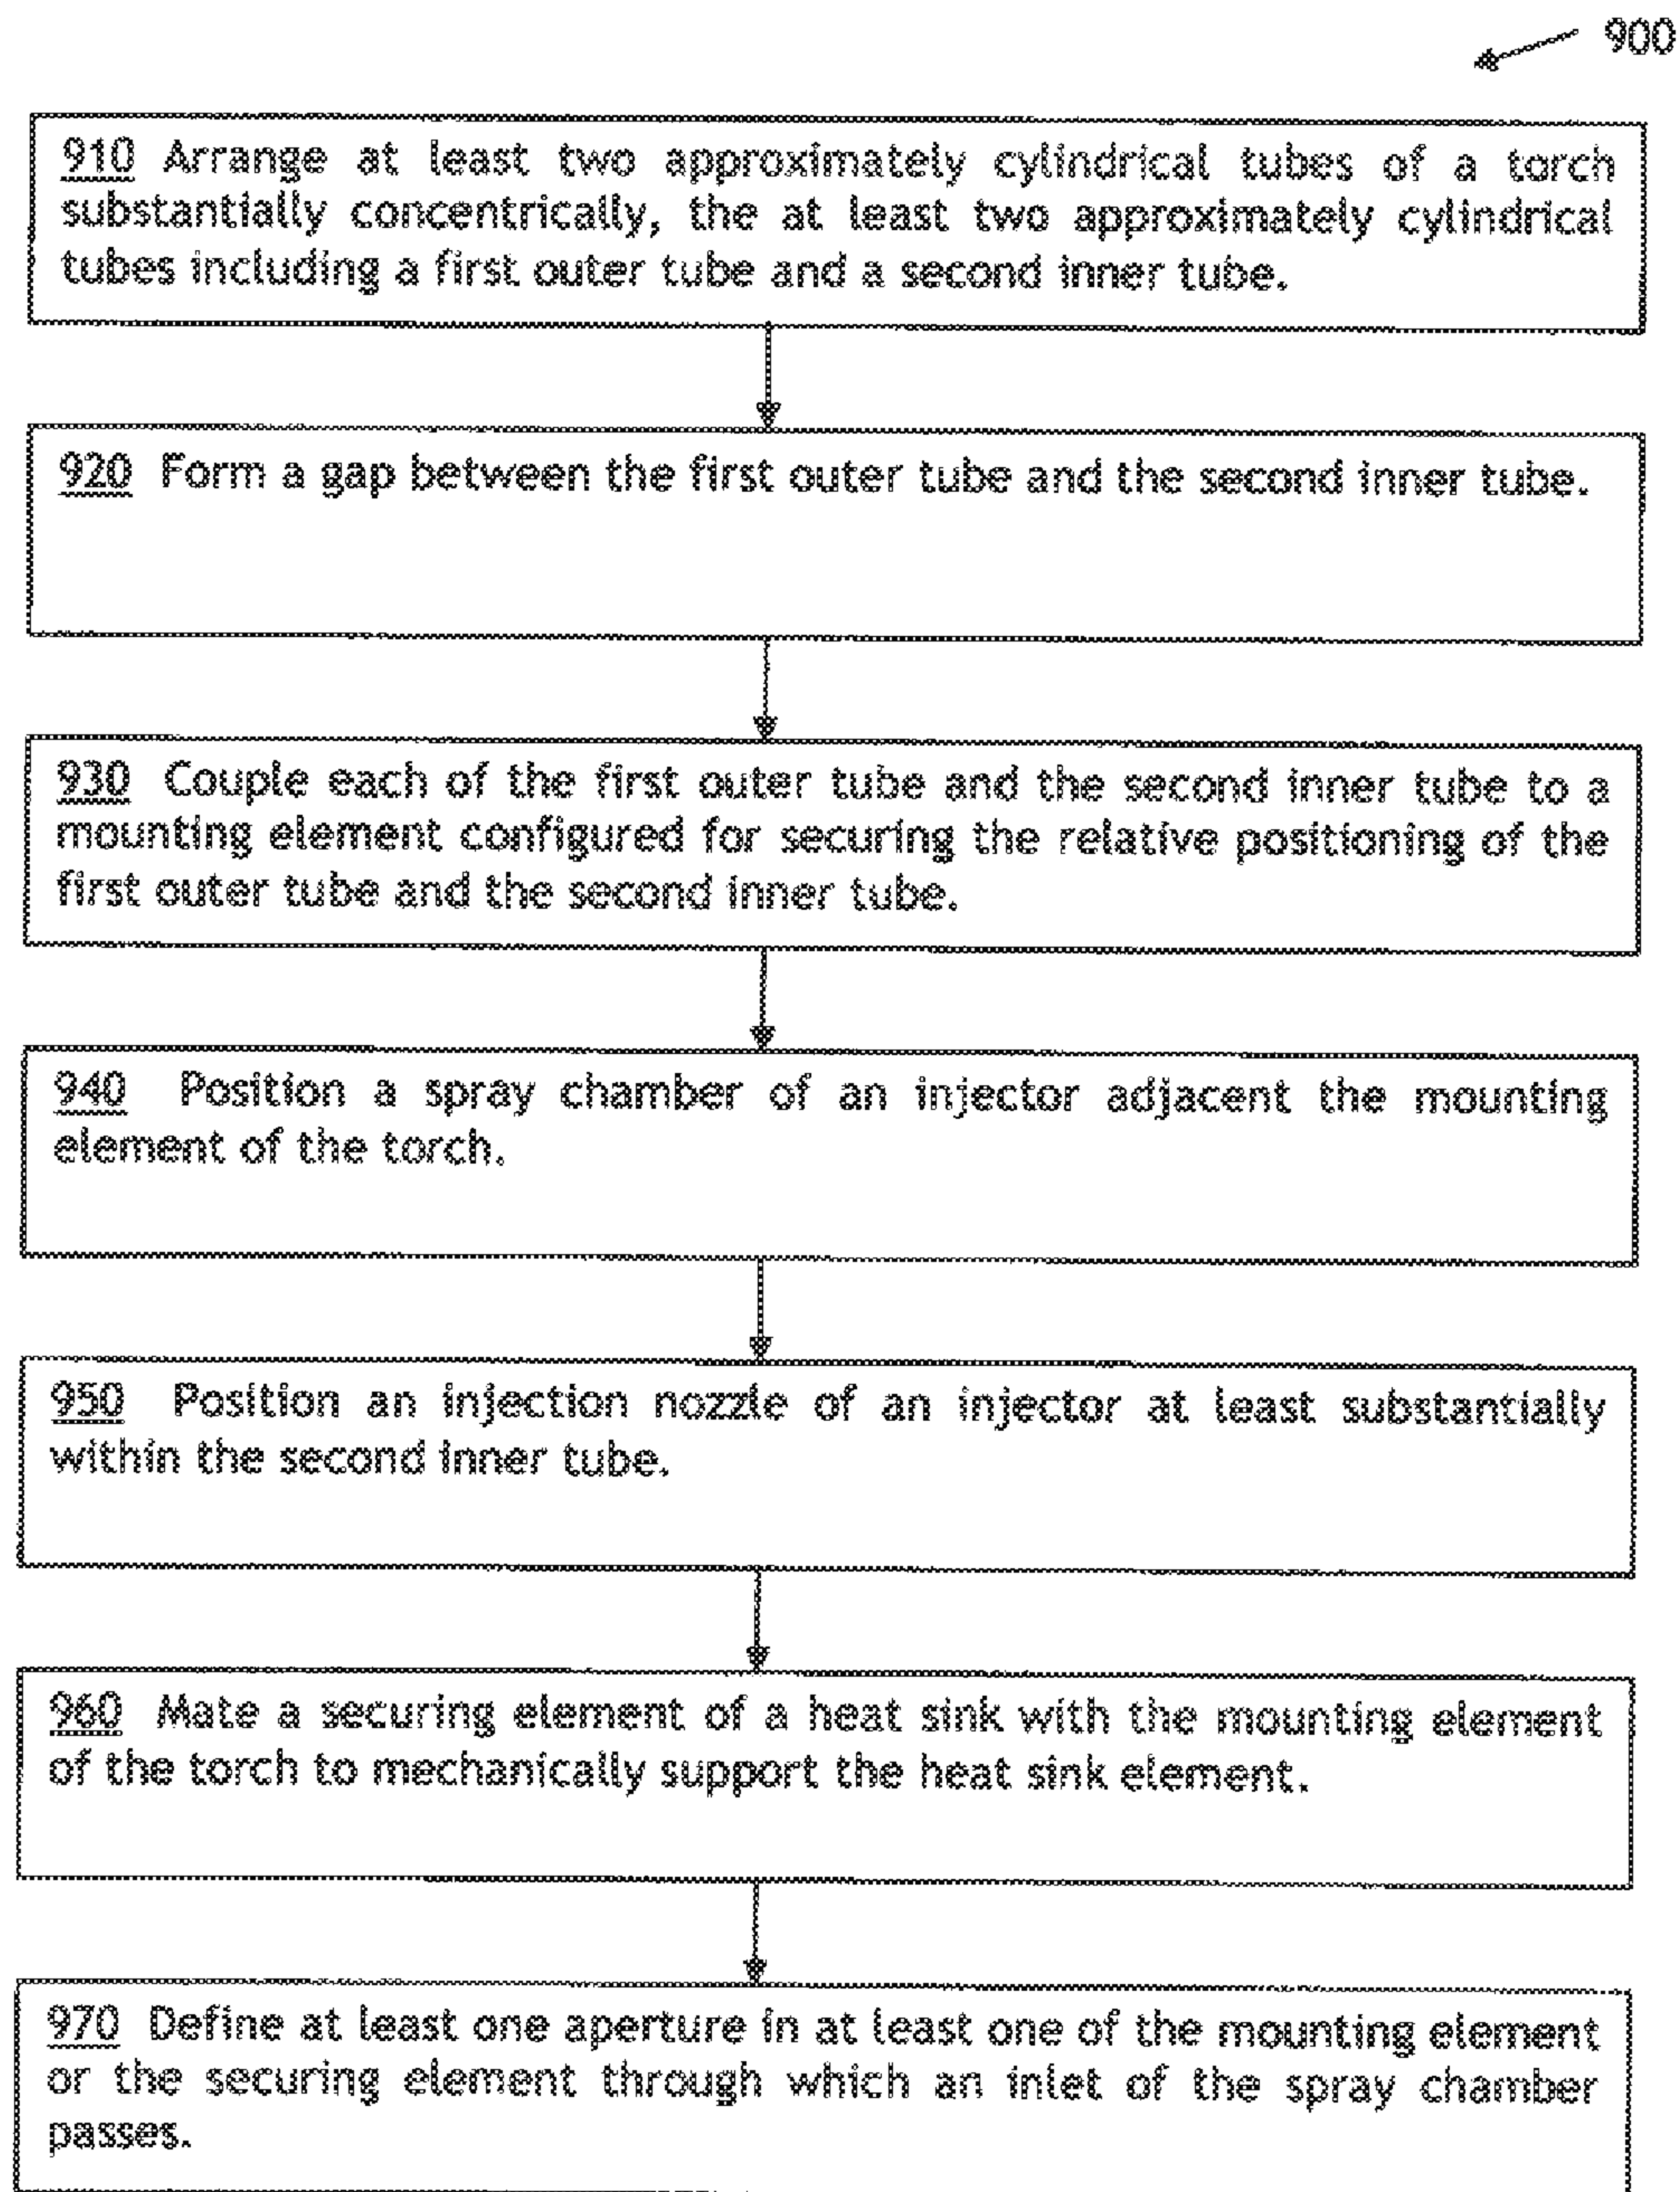 900
910 Arrange at least two approximately cylindrical tubes of a torch
substantially concentrically, the at least two approximately cylindrical
tubes including a first outer tube and a second inner tube.
920 Form a gap between the first outer tube and the second inner tube.
930 Couple each of the first outer tube and the second inner tube to a
mounting element configured for securing the relative positioning of the
first outer tube and the second inner tube.
940 Position a spray chamber of an injector adjacent the mounting
element of the torch.
950 Position an injection nozzle of an injector at least substantially
within the second inner tube.
960 Mate a securing element of a heat sink with the mounting element
of the torch to mechanically support the heat sink element.
970 Define at least one aperture in at least one of the mounting element
or the securing element through which an inlet of the spray chamber
passes.